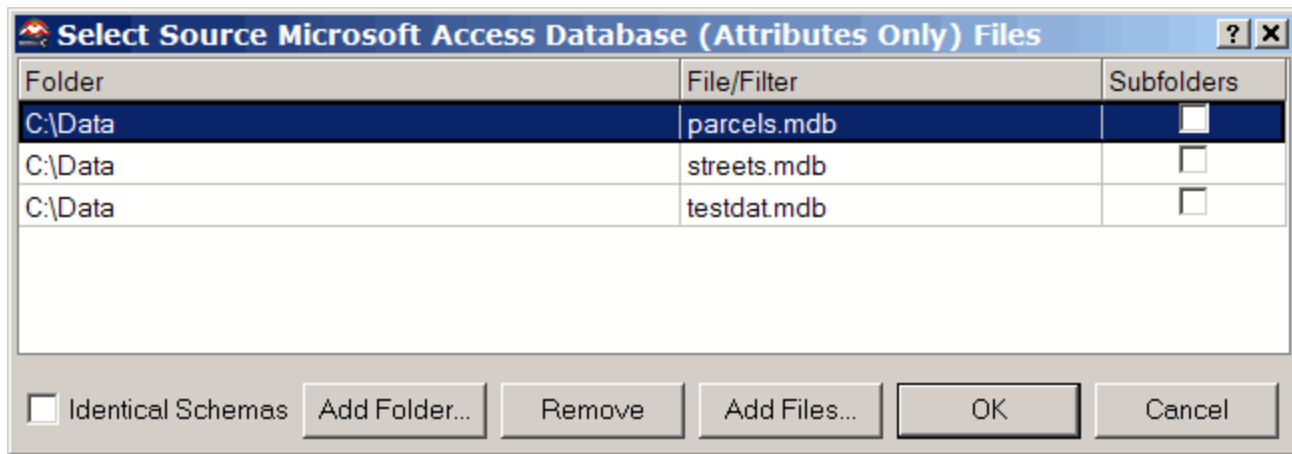 Select Source Microsoft Access Database (Attributes Only) Files ? X
Folder File/Filter Subfolders
C:\Data parcels.mdb
C:\Data streets.mdb
C:\Data testdat.mdb
Identical Schemas Add Folder... Remove Add Files... OK Cancel